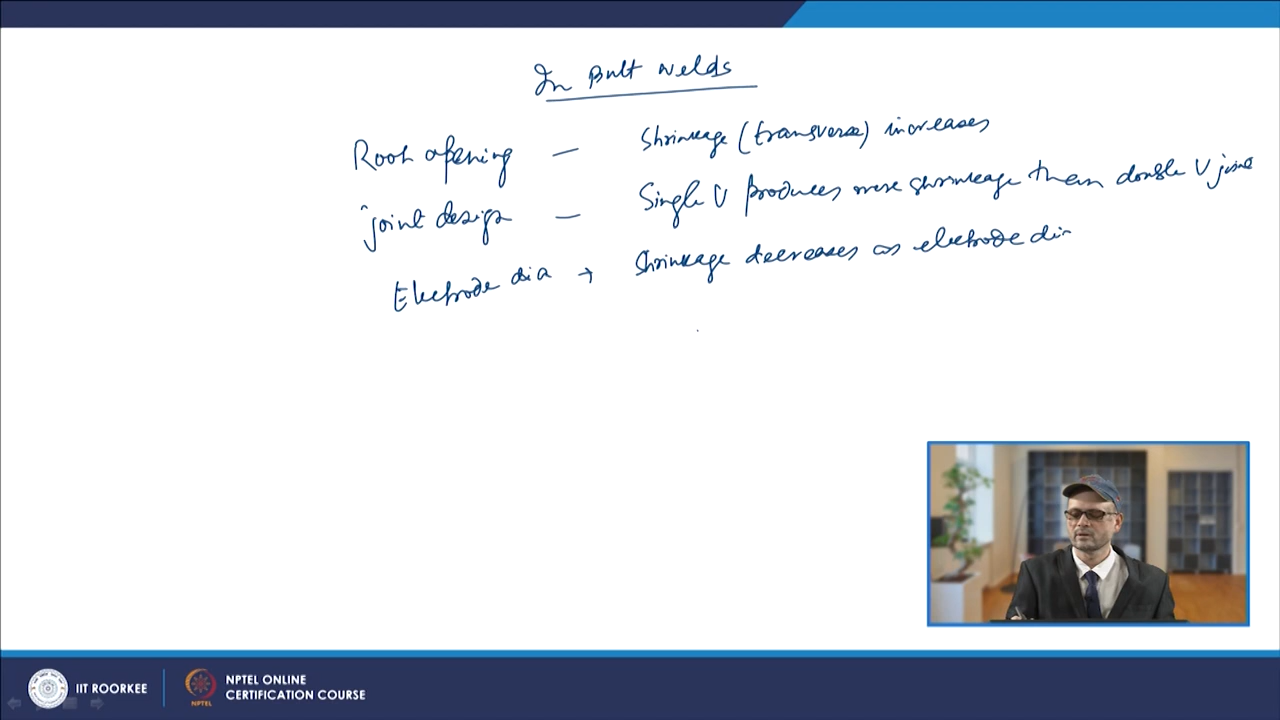 In Butt welds
Root opening — Shrinkage (transverse) increases
joint design — Single V produces more shrinkage than double V joint
Electrode dia → Shrinkage decreases as electrode dia
IIT ROORKEE
NPTEL ONLINE
CERTIFICATION COURSE
NPTEL